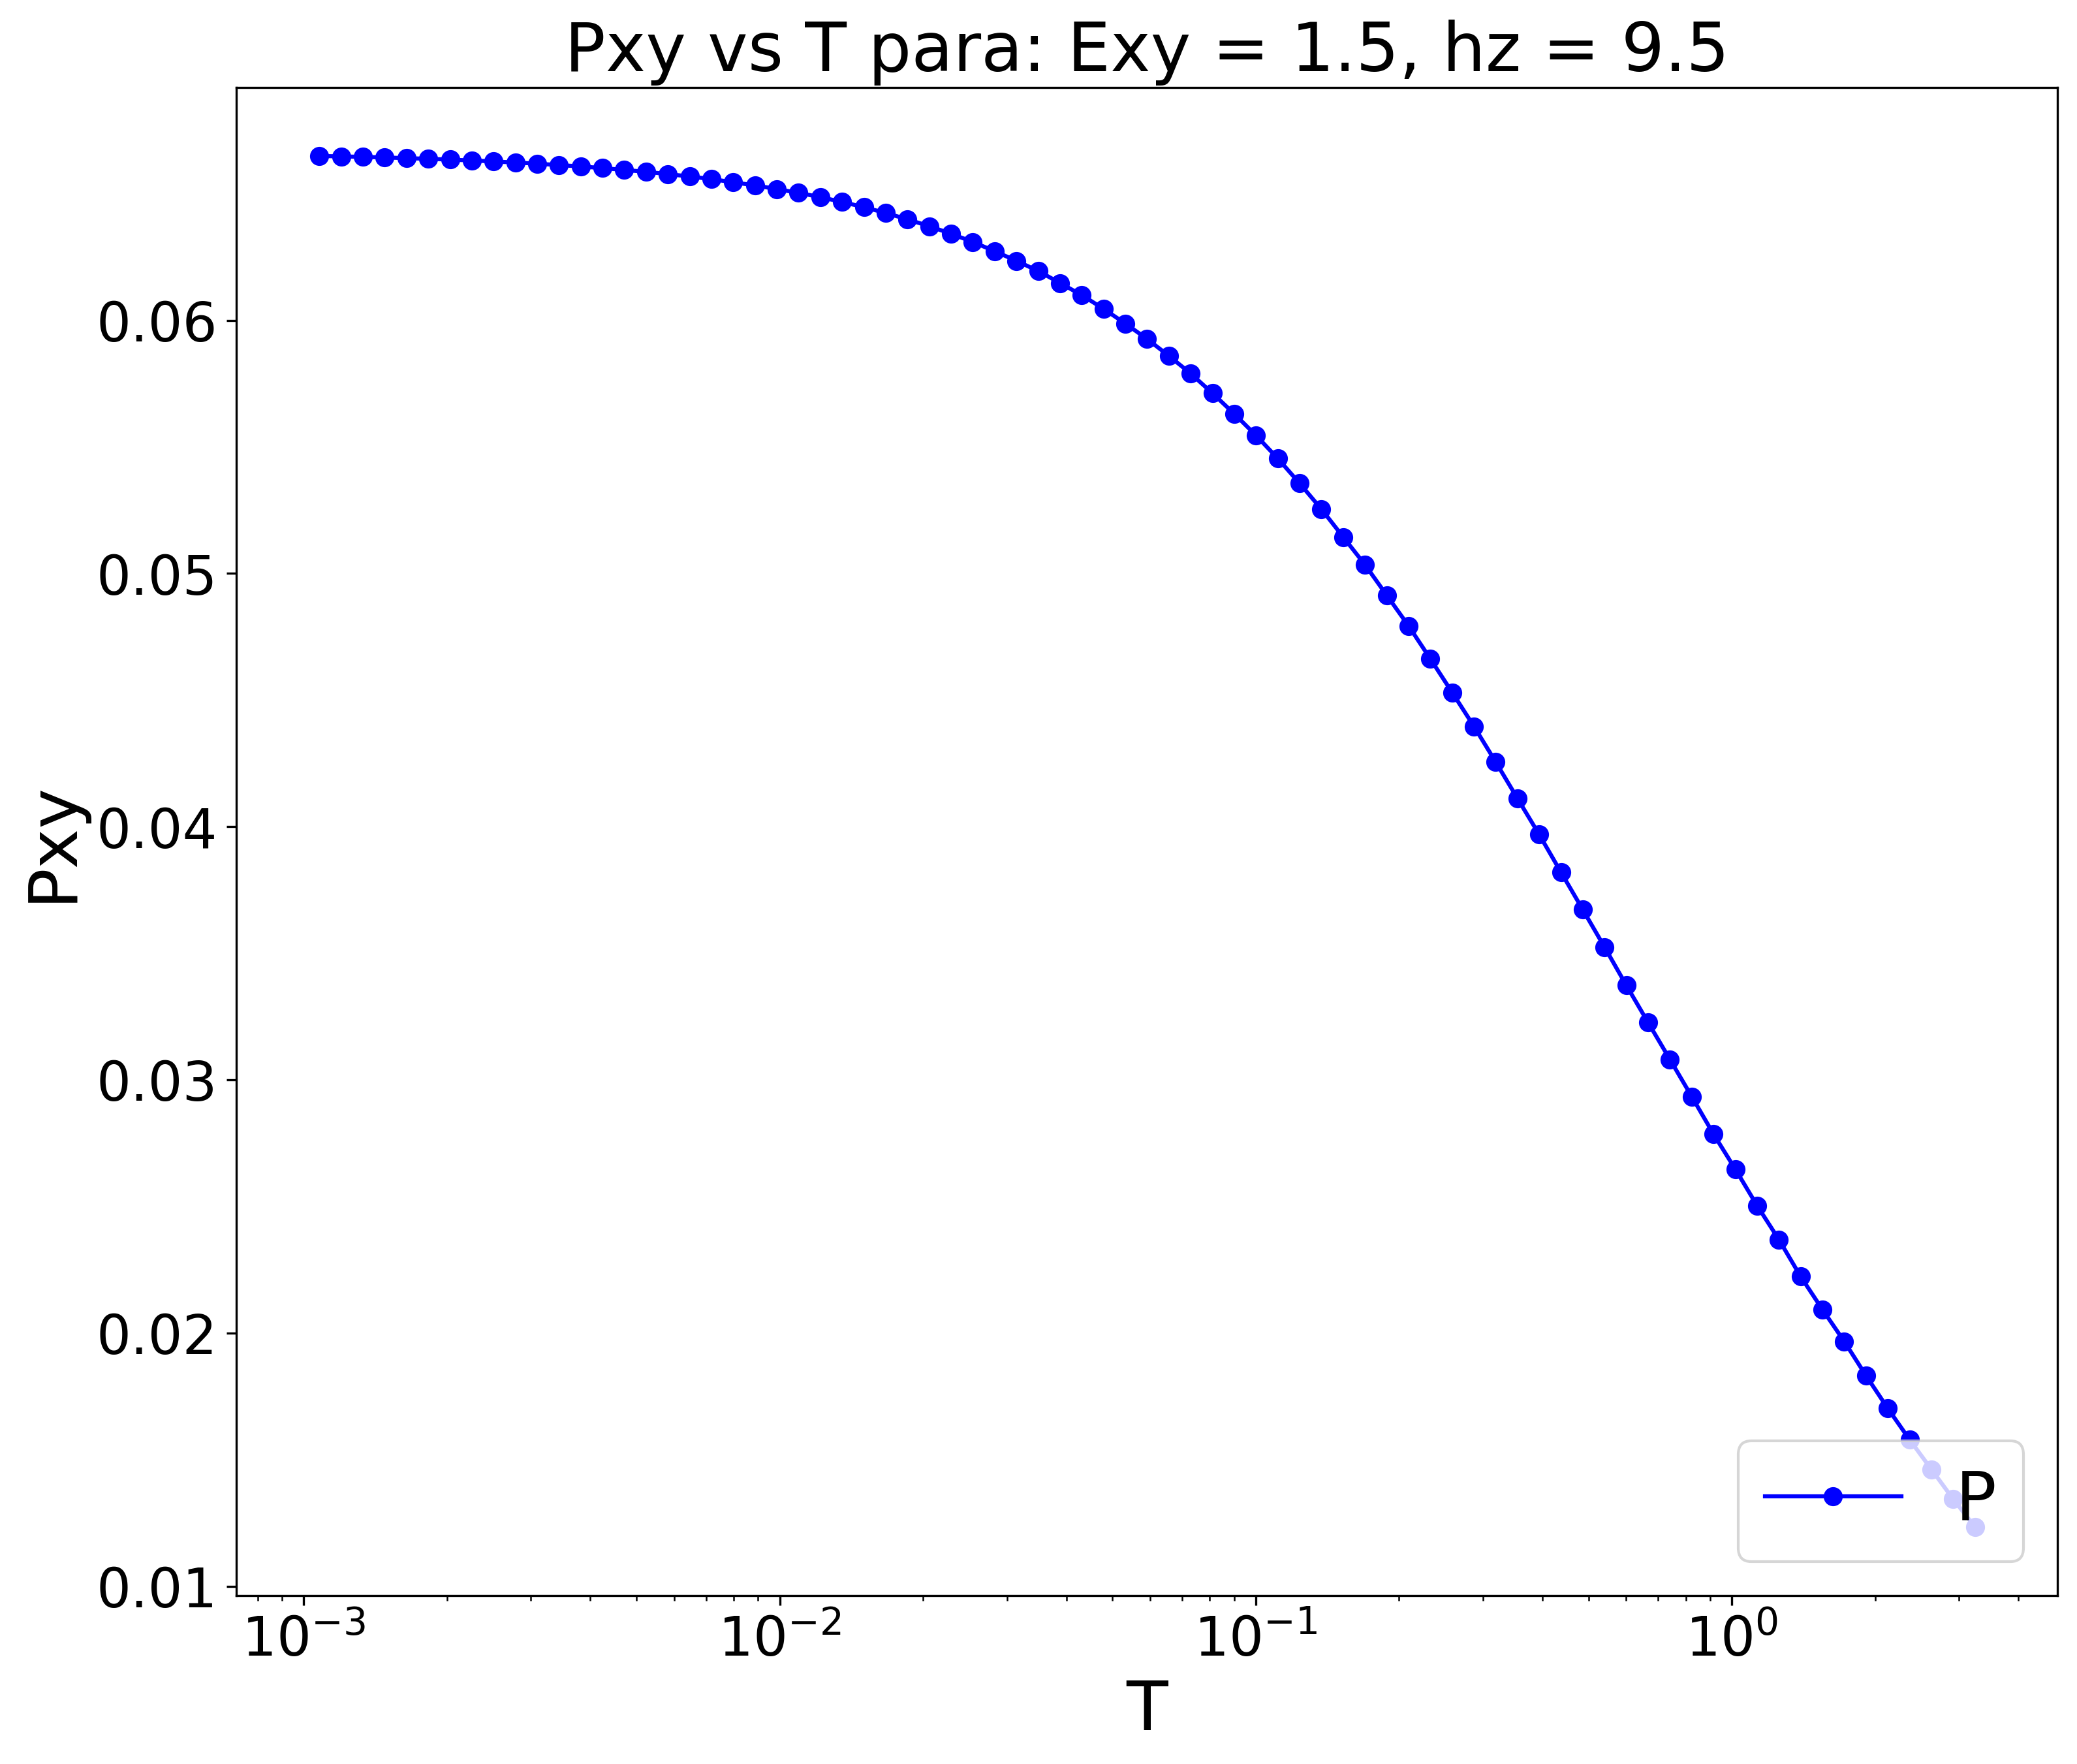 Pxy vs T para: Exy = 1.5, hz = 9.5
Pxy
0.06
0.05
0.04
0.03
0.02
0.01
10⁻³ 10⁻² 10⁻¹ 10⁰
T
P